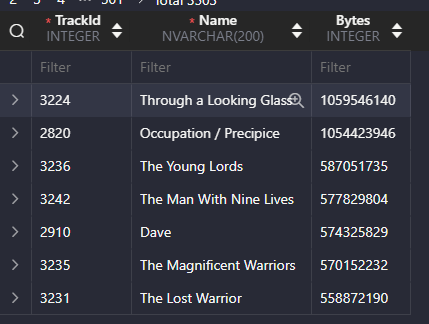 2 3 4 ... 501 > Total 3503
* TrackId * Name Bytes
INTEGER NVARCHAR(200) INTEGER
Filter Filter Filter
3224 Through a Looking Glass 1059546140
2820 Occupation / Precipice 1054423946
3236 The Young Lords 587051735
3242 The Man With Nine Lives 577829804
2910 Dave 574325829
3235 The Magnificent Warriors 570152232
3231 The Lost Warrior 558872190